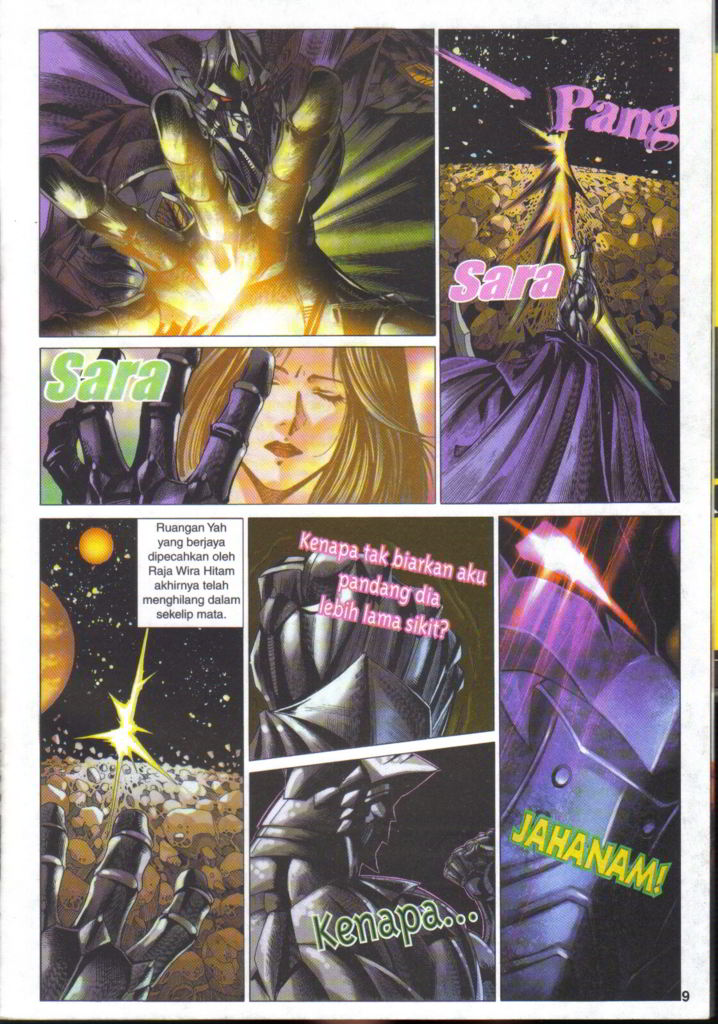 Pang
Sara
Sara
Ruangan Yah
yang berjaya
dipecahkan oleh
Raja Wira Hitam
akhirnya telah
menghilang dalam
sekelip mata.
Kenapa tak biarkan aku
pandang dia
lebih lama sikit?
Kenapa...
JAHANAM!
9